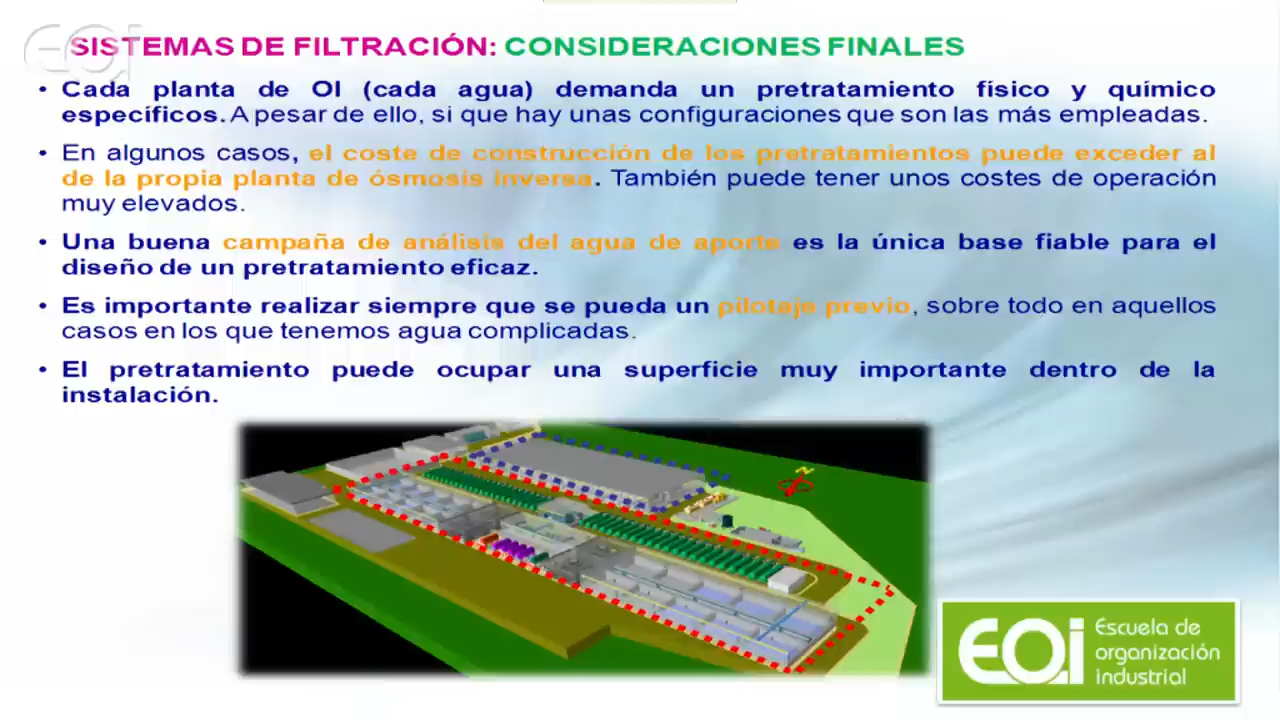 EOi
SISTEMAS DE FILTRACIÓN: CONSIDERACIONES FINALES
• Cada planta de OI (cada agua) demanda un pretratamiento físico y químico
específicos. A pesar de ello, si que hay unas configuraciones que son las más empleadas.
• En algunos casos, el coste de construcción de los pretratamientos puede exceder al
de la propia planta de ósmosis inversa. También puede tener unos costes de operación
muy elevados.
• Una buena campaña de análisis del agua de aporte es la única base fiable para el
diseño de un pretratamiento eficaz.
• Es importante realizar siempre que se pueda un pilotaje previo, sobre todo en aquellos
casos en los que tenemos agua complicadas.
• El pretratamiento puede ocupar una superficie muy importante dentro de la
instalación.
N
EOi Escuela de
organización
industrial